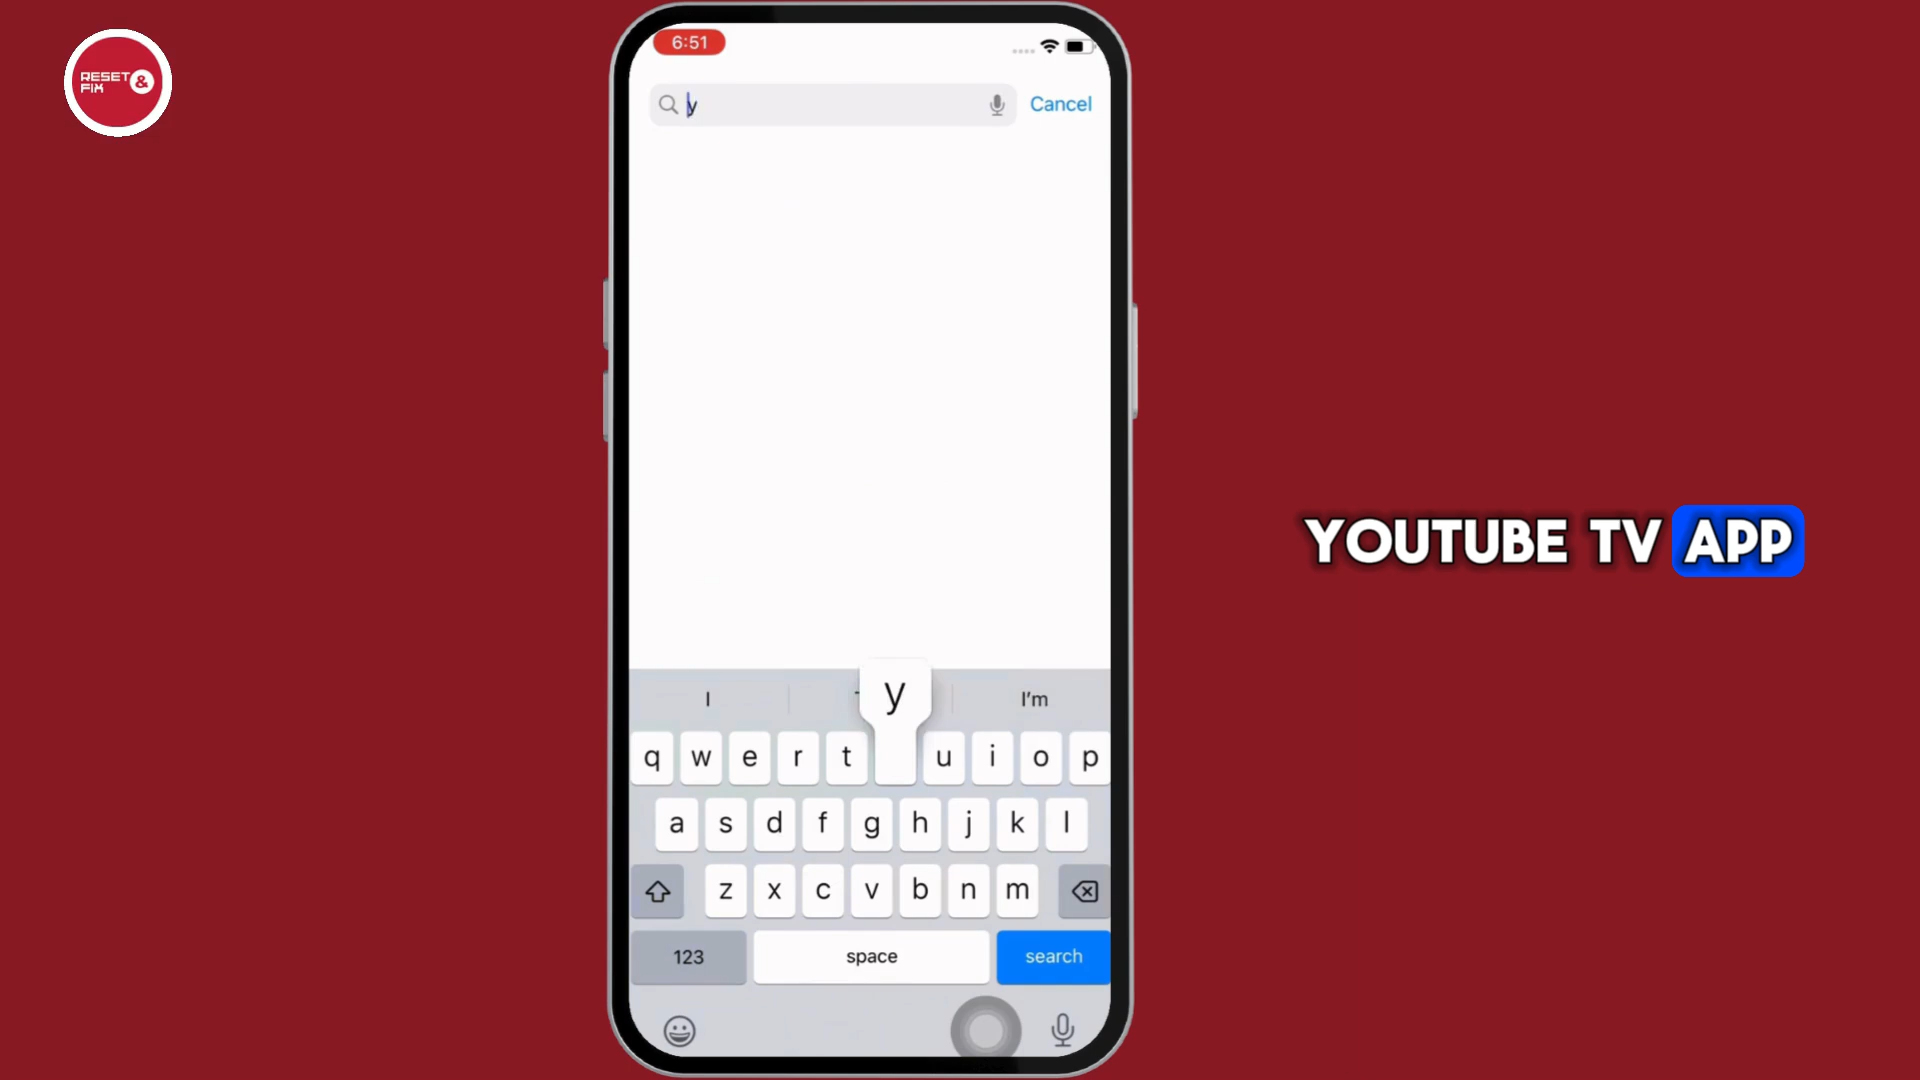 RESET &
FIX
6:51
y
Cancel
YOUTUBE TV APP
I
I'm
y
q w e r t u i o p
a s d f g h j k l
z x c v b n m
123
space
search